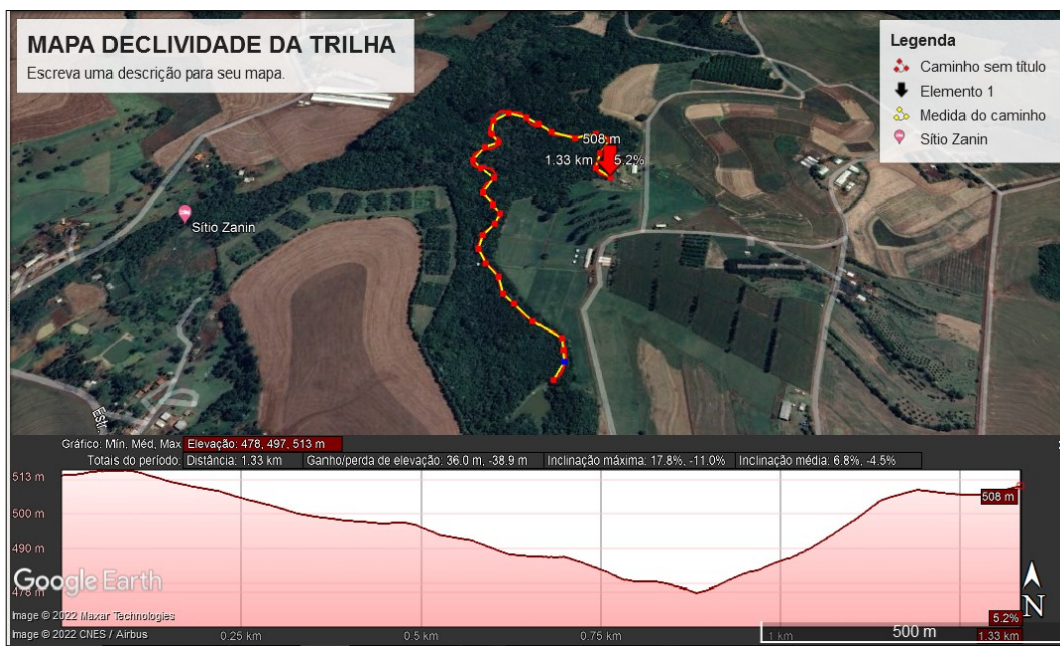 MAPA DECLIVIDADE DA TRILHA
Escreva uma descrição para seu mapa.
Legenda
Caminho sem título
Elemento 1
Medida do caminho
Sítio Zanin
508 m
1.33 km
5.2%
Sítio Zanin
Estr.
Gráfico: Mín, Méd, Max Elevação: 478, 497, 513 m
Totais do período: Distância: 1.33 km Ganho/perda de elevação: 36.0 m, -38.9 m Inclinação máxima: 17.8%, -11.0% Inclinação média: 6.8%, -4.5%
513 m
508 m
500 m
490 m
Google Earth
478 m
N
Image © 2022 Maxar Technologies
5.2%
Image © 2022 CNES / Airbus
0.25 km 0.5 km 0.75 km 1 km 500 m 1.33 km